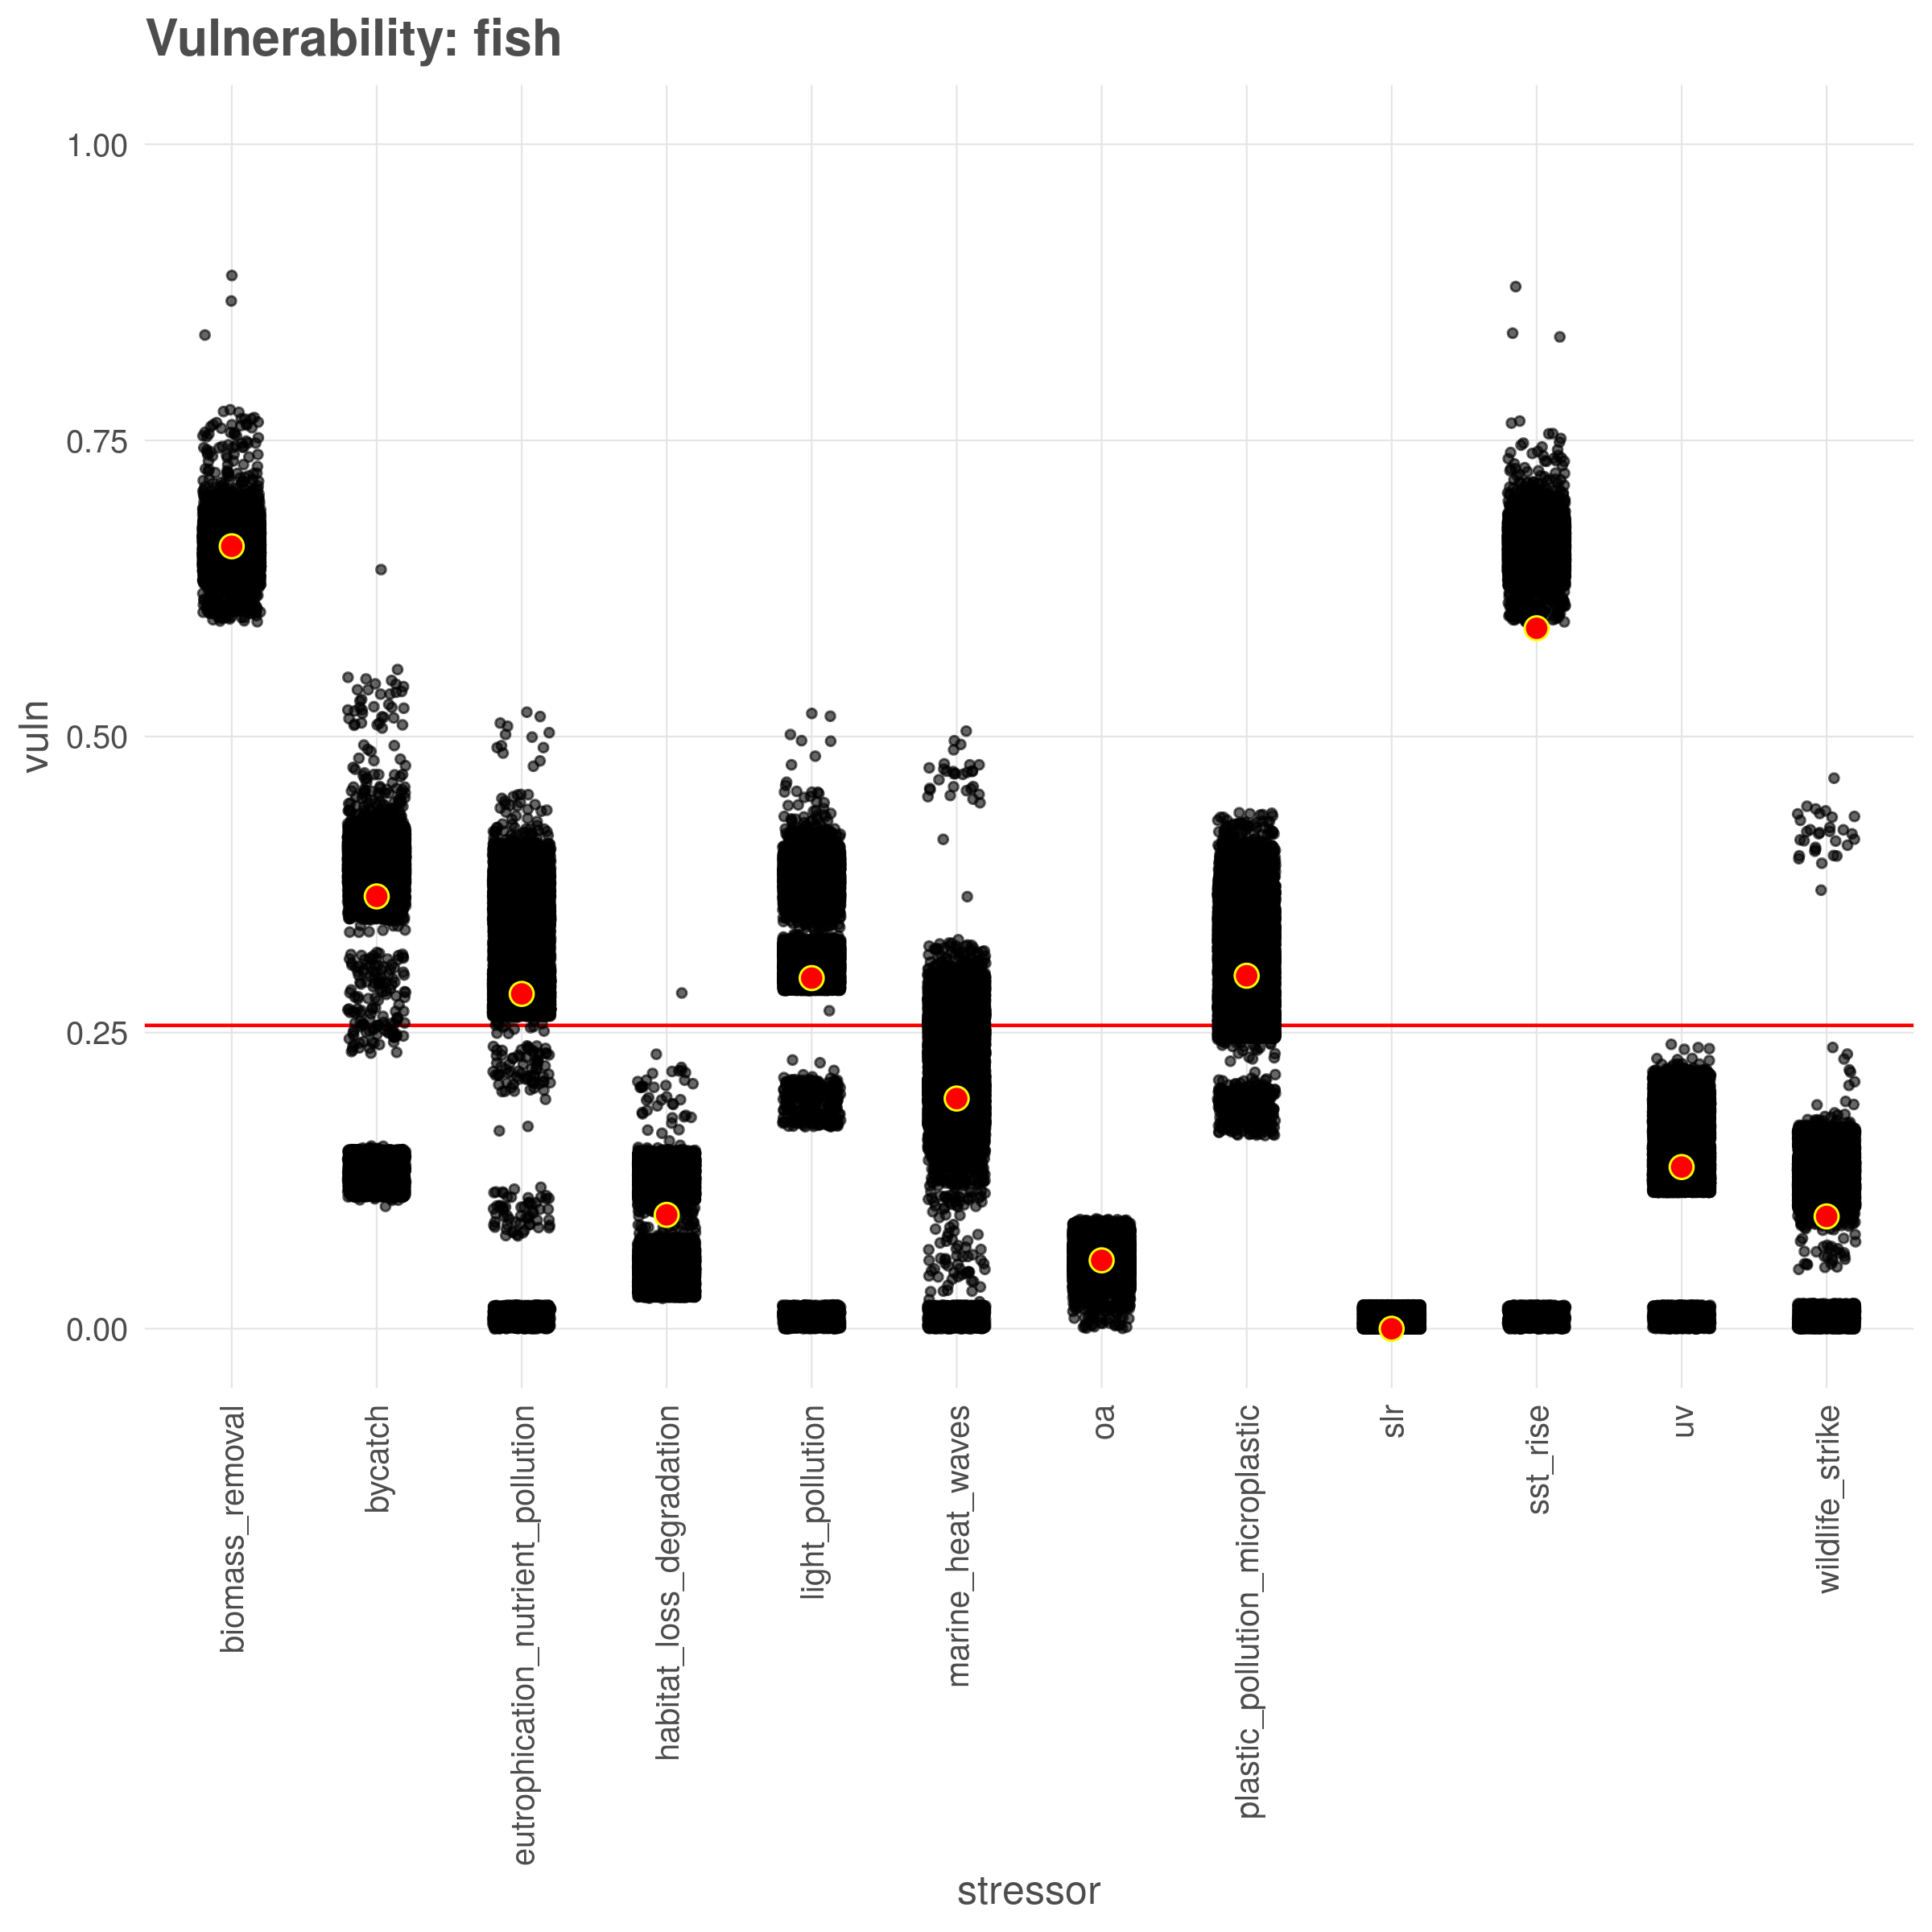 Vulnerability: fish
vuln
1.00
0.75
0.50
0.25
0.00
biomass_removal
bycatch
eutrophication_nutrient_pollution
habitat_loss_degradation
light_pollution
marine_heat_waves
oa
plastic_pollution_microplastic
slr
sst_rise
uv
wildlife_strike
stressor